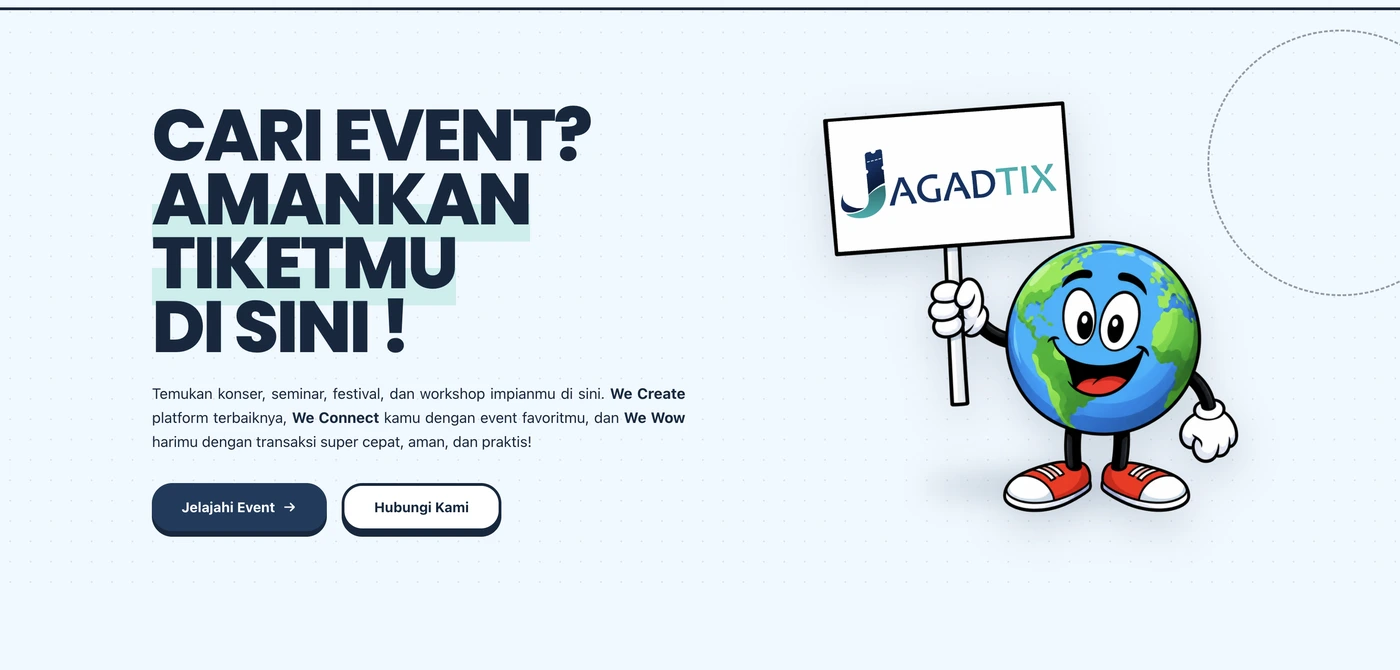 CARI EVENT?
AMANKAN
TIKETMU
DI SINI !
Temukan konser, seminar, festival, dan workshop impianmu di sini. We Create
platform terbaiknya, We Connect kamu dengan event favoritmu, dan We Wow
harimu dengan transaksi super cepat, aman, dan praktis!
Jelajahi Event →
Hubungi Kami
JAGADTIX